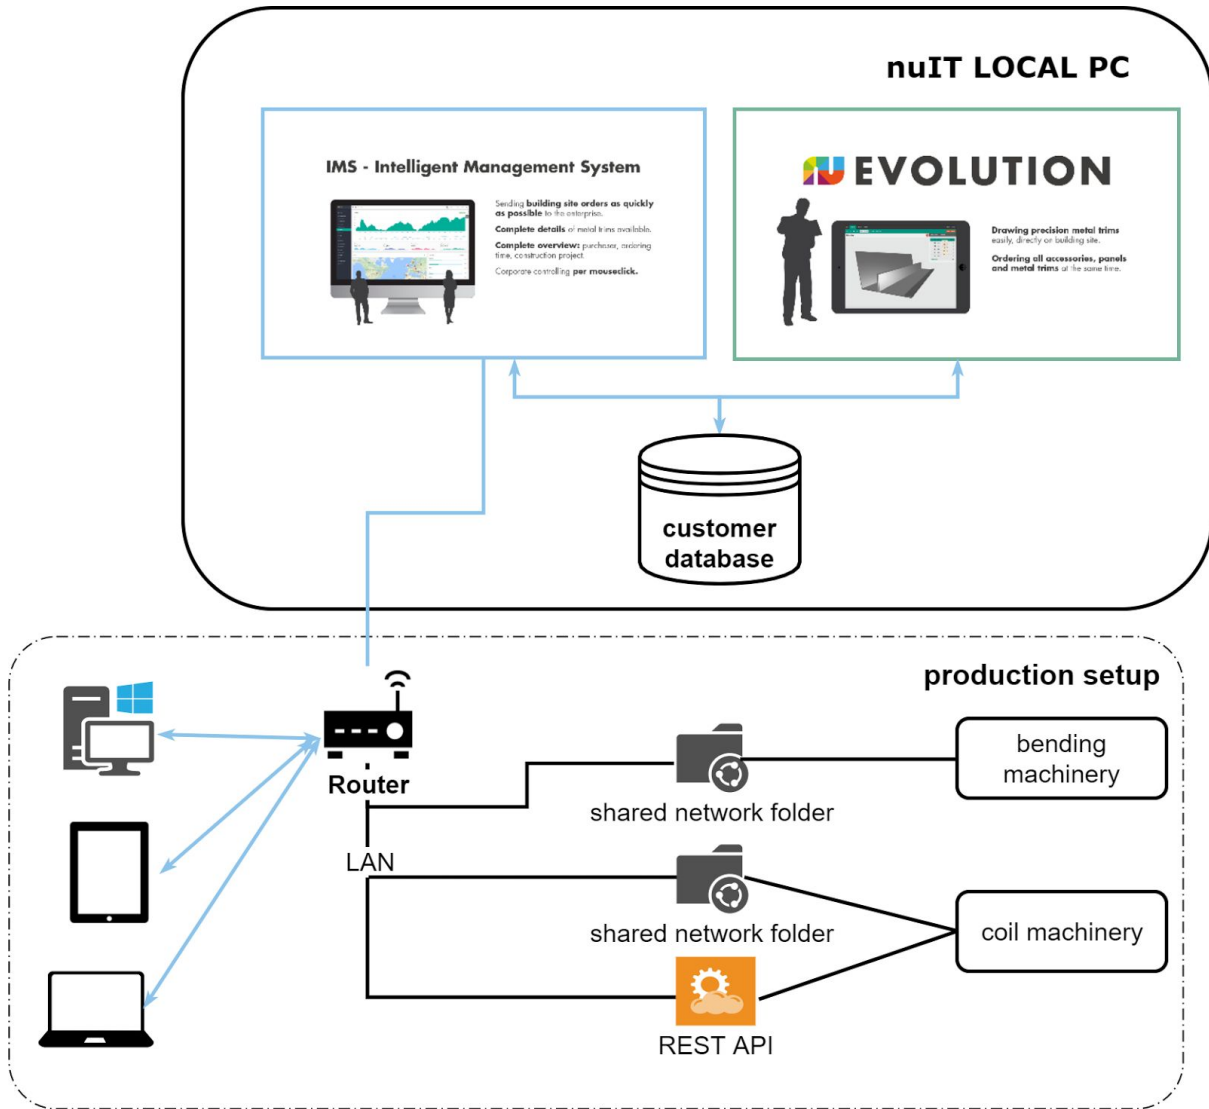 nuIT LOCAL PC
IMS - Intelligent Management System
Sending building site orders as quickly
as possible to the enterprise.
Complete details of metal trims available.
Complete overview: purchaser, ordering
time, construction project.
Corporate controlling per mouseclick.
EVOLUTION
Drawing precision metal trims
easily, directly on building site.
Ordering all accessories, panels
and metal trims at the same time.
customer
database
production setup
Router
LAN
shared network folder
bending
machinery
shared network folder
coil machinery
REST API